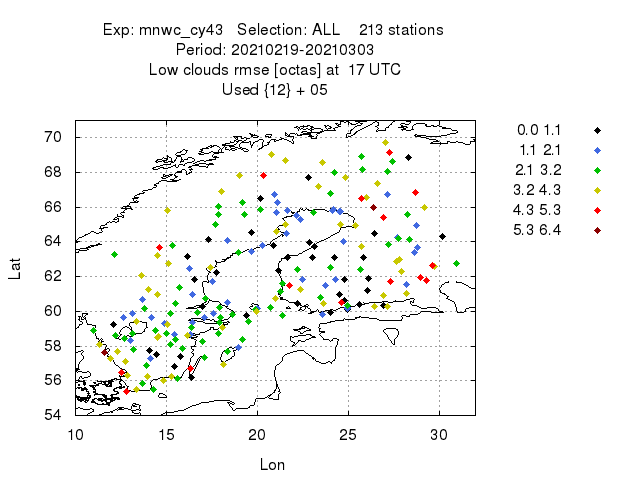 Exp: mnwc_cy43 Selection: ALL 213 stations
Period: 20210219-20210303
Low clouds rmse [octas] at 17 UTC
Used {12} + 05
70
68
66
64
62
60
58
56
54
Lat
10 15 20 25 30
Lon
0.0 1.1
1.1 2.1
2.1 3.2
3.2 4.3
4.3 5.3
5.3 6.4